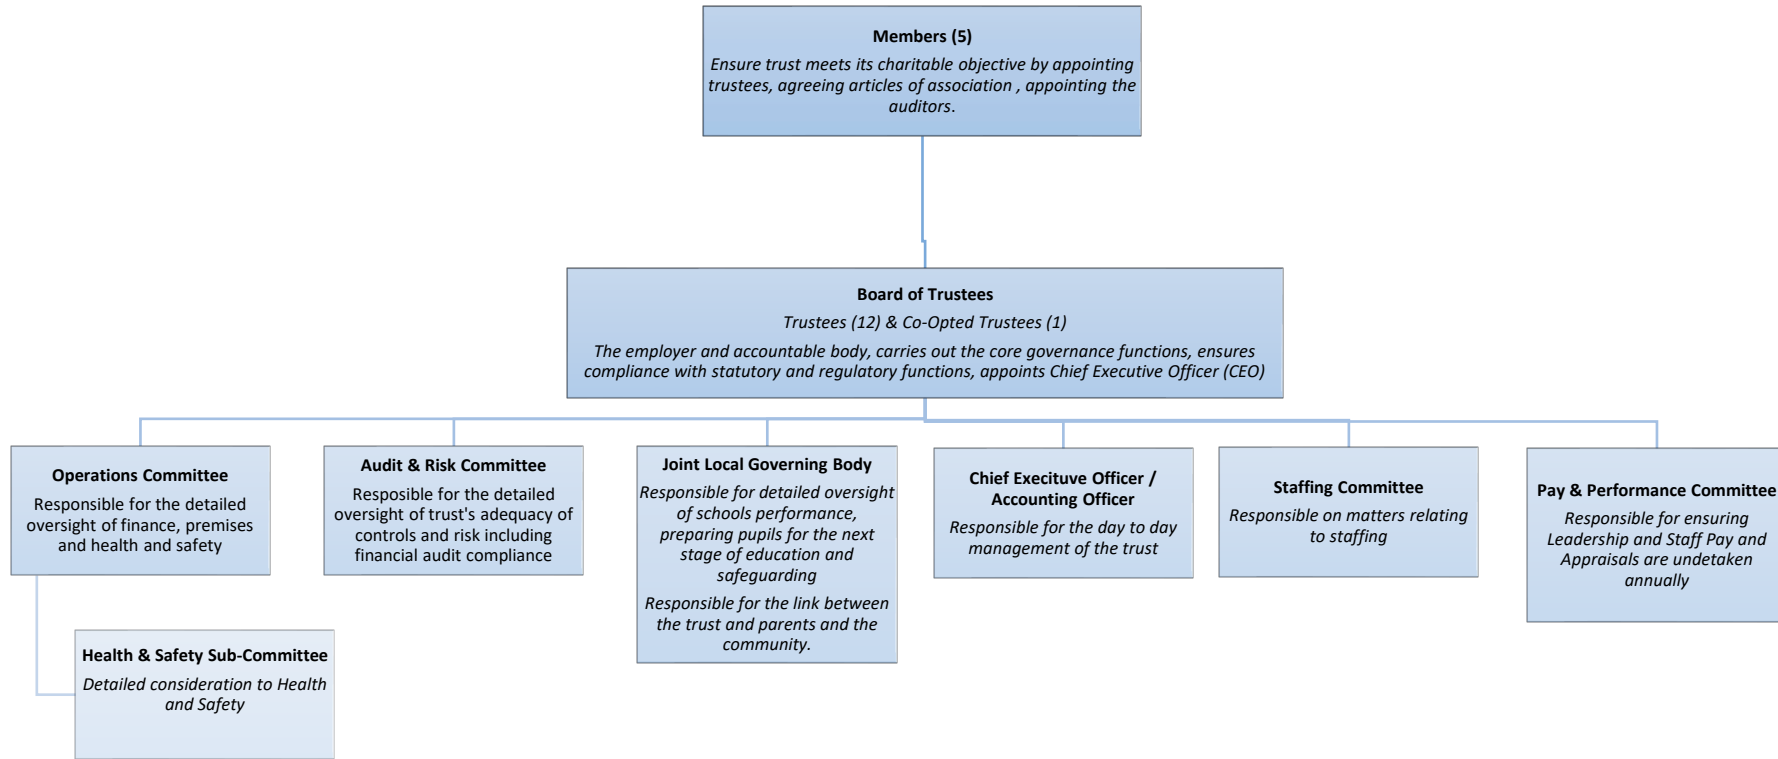 Members (5)
Ensure trust meets its charitable objective by appointing
trustees, agreeing articles of association , appointing the
auditors.
Board of Trustees
Trustees (12) & Co-Opted Trustees (1)
The employer and accountable body, carries out the core governance functions, ensures
compliance with statutory and regulatory functions, appoints Chief Executive Officer (CEO)
Operations Committee
Responsible for the detailed
oversight of finance, premises
and health and safety
Audit & Risk Committee
Resposible for the detailed
oversight of trust's adequacy of
controls and risk including
financial audit compliance
Joint Local Governing Body
Responsible for detailed oversight
of schools performance,
preparing pupils for the next
stage of education and
safeguarding
Responsible for the link between
the trust and parents and the
community.
Chief Execituve Officer /
Accounting Officer
Responsible for the day to day
management of the trust
Staffing Committee
Responsible on matters relating
to staffing
Pay & Performance Committee
Responsible for ensuring
Leadership and Staff Pay and
Appraisals are undetaken
annually
Health & Safety Sub-Committee
Detailed consideration to Health
and Safety